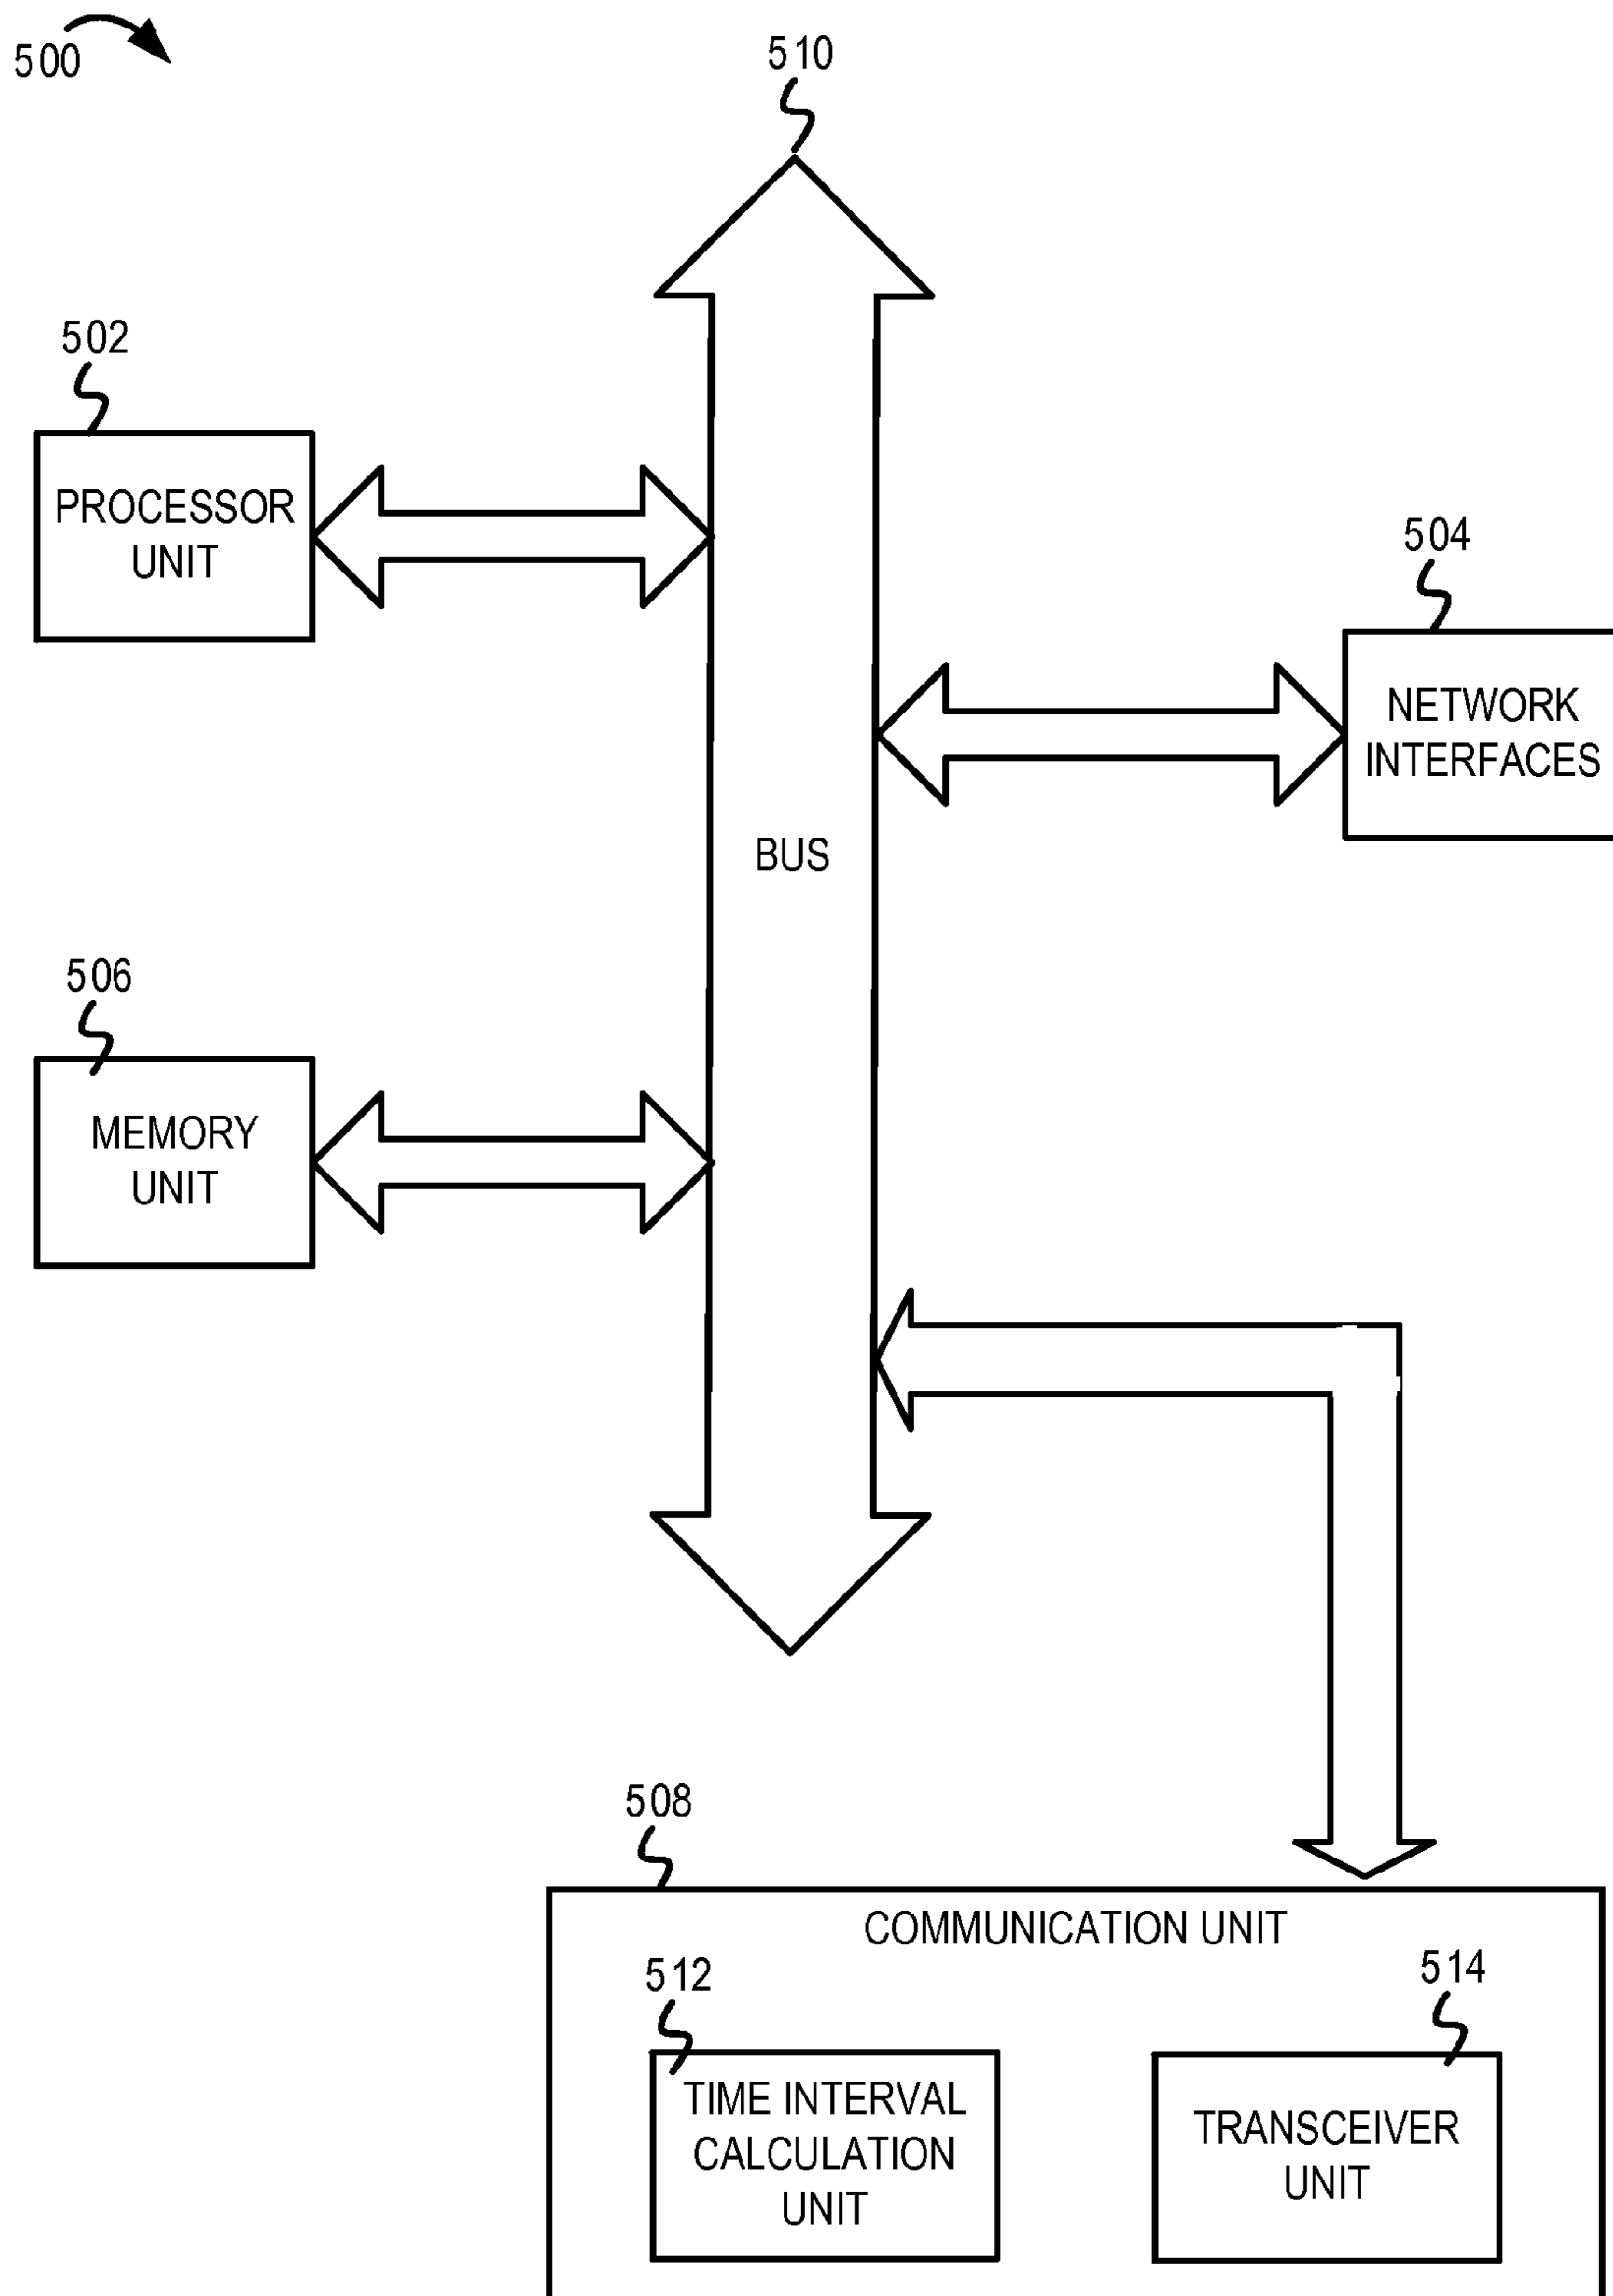 500
510
502
PROCESSOR
UNIT
504
NETWORK
INTERFACES
BUS
506
MEMORY
UNIT
508
COMMUNICATION UNIT
512
514
TIME INTERVAL
CALCULATION
UNIT
TRANSCEIVER
UNIT